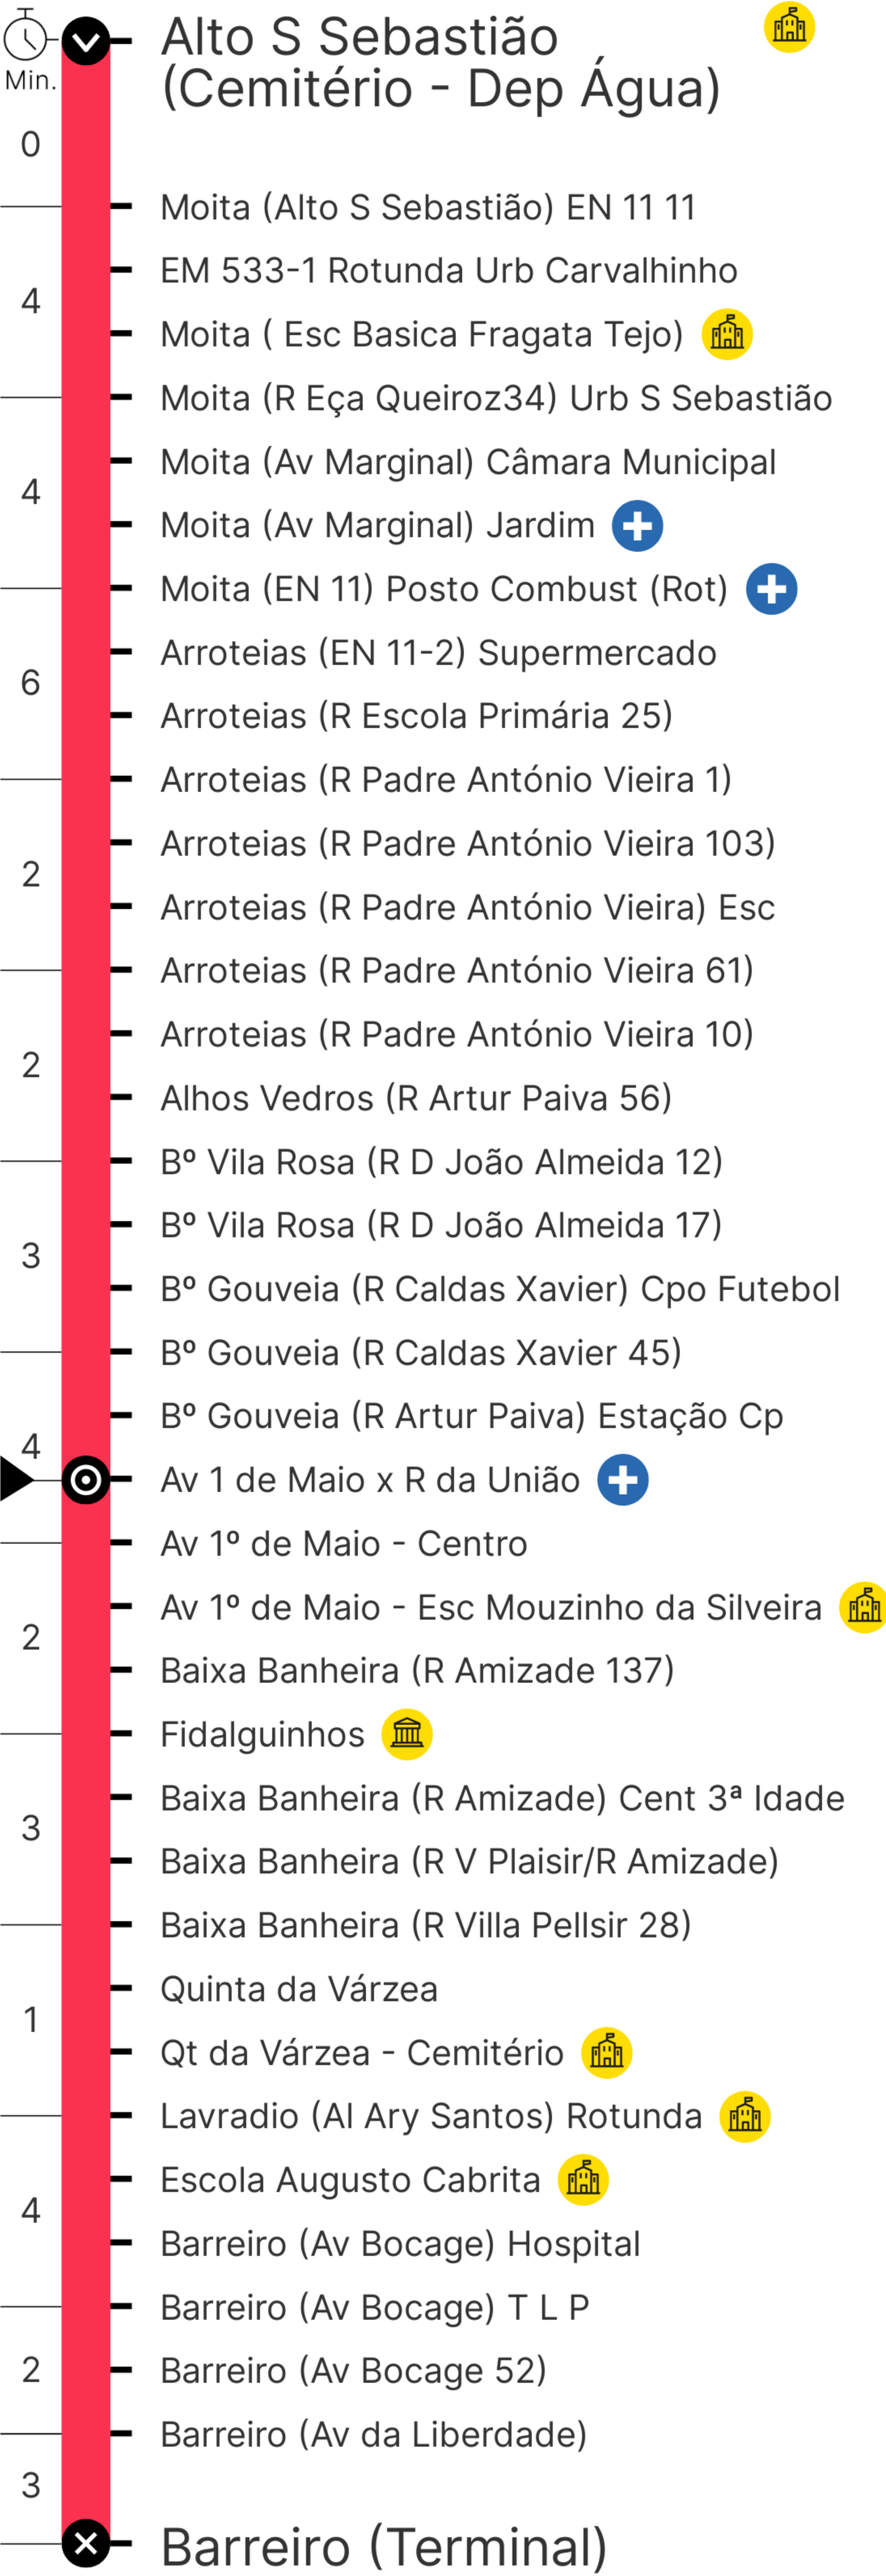 Alto S Sebastião
(Cemitério - Dep Água)
Min.
0
Moita (Alto S Sebastião) EN 11 11
EM 533-1 Rotunda Urb Carvalhinho
4
Moita ( Esc Basica Fragata Tejo)
Moita (R Eça Queiroz34) Urb S Sebastião
Moita (Av Marginal) Câmara Municipal
4
Moita (Av Marginal) Jardim
Moita (EN 11) Posto Combust (Rot)
Arroteias (EN 11-2) Supermercado
6
Arroteias (R Escola Primária 25)
Arroteias (R Padre António Vieira 1)
Arroteias (R Padre António Vieira 103)
2
Arroteias (R Padre António Vieira) Esc
Arroteias (R Padre António Vieira 61)
Arroteias (R Padre António Vieira 10)
2
Alhos Vedros (R Artur Paiva 56)
Bº Vila Rosa (R D João Almeida 12)
Bº Vila Rosa (R D João Almeida 17)
3
Bº Gouveia (R Caldas Xavier) Cpo Futebol
Bº Gouveia (R Caldas Xavier 45)
Bº Gouveia (R Artur Paiva) Estação Cp
4
Av 1 de Maio x R da União
Av 1º de Maio - Centro
Av 1º de Maio - Esc Mouzinho da Silveira
2
Baixa Banheira (R Amizade 137)
Fidalguinhos
Baixa Banheira (R Amizade) Cent 3ª Idade
3
Baixa Banheira (R V Plaisir/R Amizade)
Baixa Banheira (R Villa Pellsir 28)
Quinta da Várzea
1
Qt da Várzea - Cemitério
Lavradio (Al Ary Santos) Rotunda
Escola Augusto Cabrita
4
Barreiro (Av Bocage) Hospital
Barreiro (Av Bocage) T L P
2
Barreiro (Av Bocage 52)
Barreiro (Av da Liberdade)
3
Barreiro (Terminal)